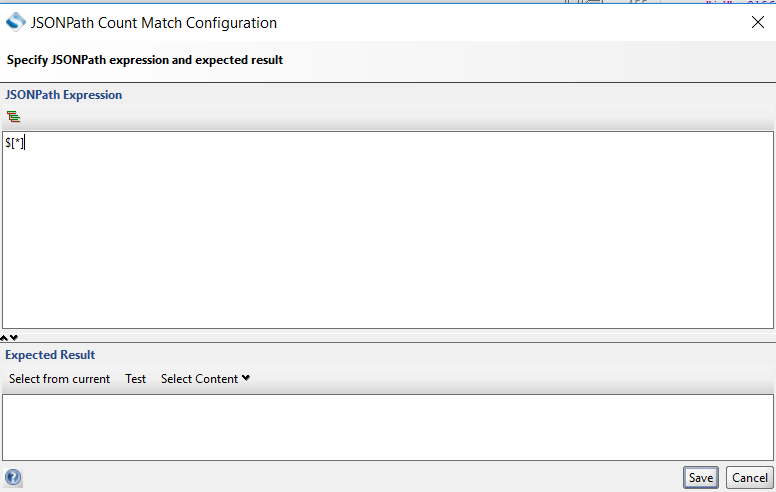 JSONPath Count Match Configuration
Specify JSONPath expression and expected result
JSONPath Expression
$[*]
Expected Result
Select from current Test Select Content
Save Cancel